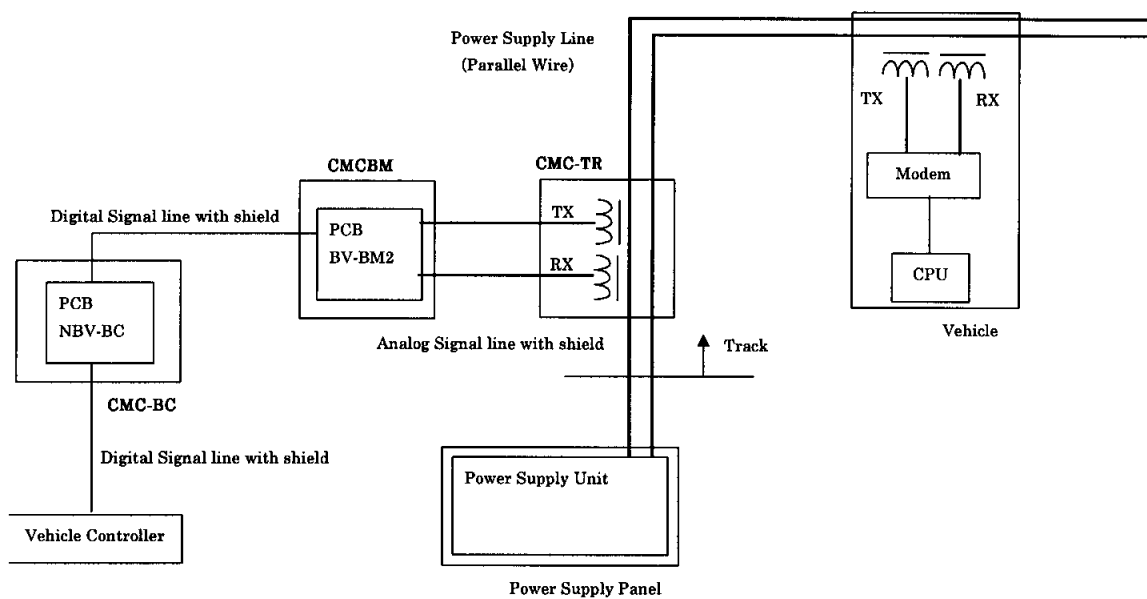 Power Supply Line
(Parallel Wire)
TX
RX
Modem
CPU
Vehicle
CMCBM
CMC-TR
Digital Signal line with shield
PCB
BV-BM2
TX
RX
PCB
NBV-BC
CMC-BC
Analog Signal line with shield
Track
Digital Signal line with shield
Power Supply Unit
Vehicle Controller
Power Supply Panel